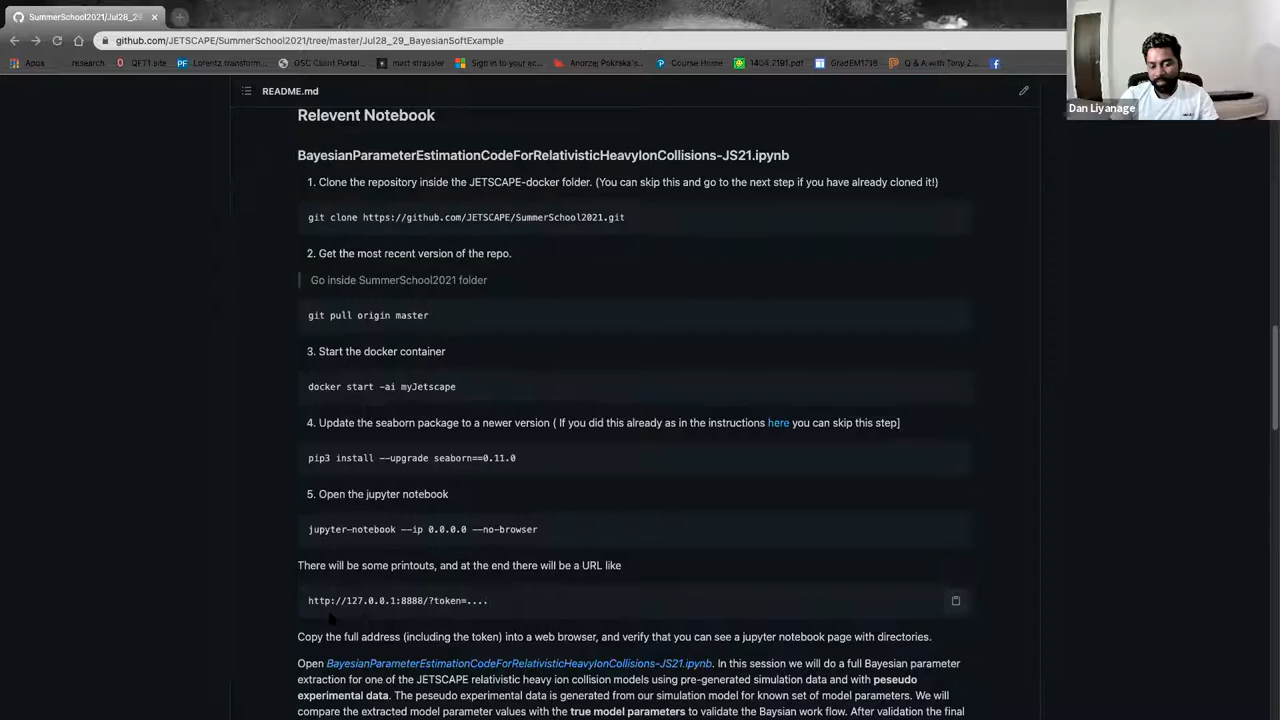 SummerSchool2021/Jul28_29
github.com/JETSCAPE/SummerSchool2021/tree/master/Jul28_29_BayesianSoftExample
Apps research QFT1 site Lorentz transform... GSC Client Portal... matt strassler Sign in to your ac... Andrzej Pokraka's... Course Home 1404.7191.pdf GradEM1718 Q & A with Tony Z...
Dan Liyanage
README.md
Relevent Notebook
BayesianParameterEstimationCodeForRelativisticHeavyIonCollisions-JS21.ipynb
1. Clone the repository inside the JETSCAPE-docker folder. (You can skip this and go to the next step if you have already cloned it!)
git clone https://github.com/JETSCAPE/SummerSchool2021.git
2. Get the most recent version of the repo.
Go inside SummerSchool2021 folder
git pull origin master
3. Start the docker container
docker start -ai myJetscape
4. Update the seaborn package to a newer version ( If you did this already as in the instructions here you can skip this step]
pip3 install --upgrade seaborn==0.11.0
5. Open the jupyter notebook
jupyter-notebook --ip 0.0.0.0 --no-browser
There will be some printouts, and at the end there will be a URL like
http://127.0.0.1:8888/?token=....
Copy the full address (including the token) into a web browser, and verify that you can see a jupyter notebook page with directories.
Open BayesianParameterEstimationCodeForRelativisticHeavyIonCollisions-JS21.ipynb. In this session we will do a full Bayesian parameter
extraction for one of the JETSCAPE relativistic heavy ion collision models using pre-generated simulation data and with peseudo
experimental data. The peseudo experimental data is generated from our simulation model for known set of model parameters. We will
compare the extracted model parameter values with the true model parameters to validate the Baysian work flow. After validation the final